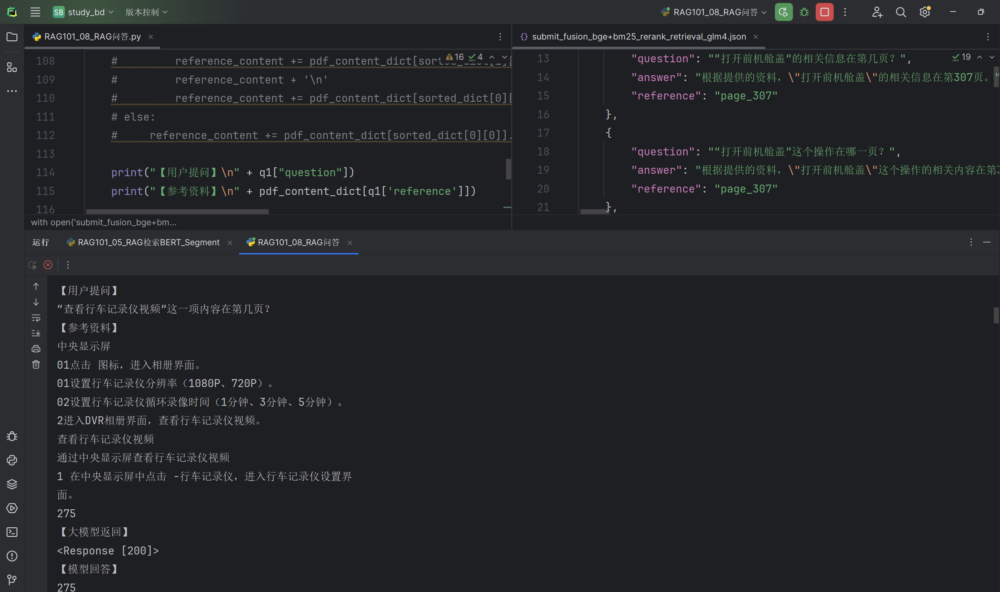 PC
SB study_bd 版本控制 RAG101_08_RAG问答
RAG101_08_RAG问答.py
108 # reference_content += pdf_content_dict[
16 4
109 # reference_content + '\n'
110 # reference_content += pdf_content_dict[sorted_dict[0][
111 # else:
112 # reference_content += pdf_content_dict[sorted_dict[0][0]].
113
114 print("【用户提问】\n" + q1["question"])
115 print("【参考资料】\n" + pdf_content_dict[q1['reference']])
116
with open('submit_fusion_bge+bm...
{} submit_fusion_bge+bm25_rerank_retrieval_glm4.json
13 "question": "“打开前机舱盖”的相关信息在第几页？",
19
14 "answer": "根据提供的资料，\"打开前机舱盖\"的相关信息在第307页。"
15 "reference": "page_307"
16 },
17 {
18 "question": "“打开前机舱盖”这个操作在哪一页？",
19 "answer": "根据提供的资料，\"打开前机舱盖\"这个操作的相关内容在第
20 "reference": "page_307"
21 },
运行 RAG101_05_RAG检索BERT_Segment RAG101_08_RAG问答
【用户提问】
“查看行车记录仪视频”这一项内容在第几页？
【参考资料】
中央显示屏
01点击 图标，进入相册界面。
01设置行车记录仪分辨率（1080P、720P）。
02设置行车记录仪循环录像时间（1分钟、3分钟、5分钟）。
2进入DVR相册界面，查看行车记录仪视频。
查看行车记录仪视频
通过中央显示屏查看行车记录仪视频
1 在中央显示屏中点击 -行车记录仪，进入行车记录仪设置界
面。
275
【大模型返回】
<Response [200]>
【模型回答】
275